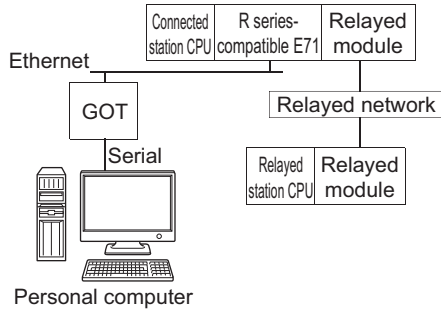 Connected
station CPU
R series-
compatible E71
Relayed
module
Ethernet
GOT
Relayed network
Serial
Relayed
station CPU
Relayed
module
Personal computer